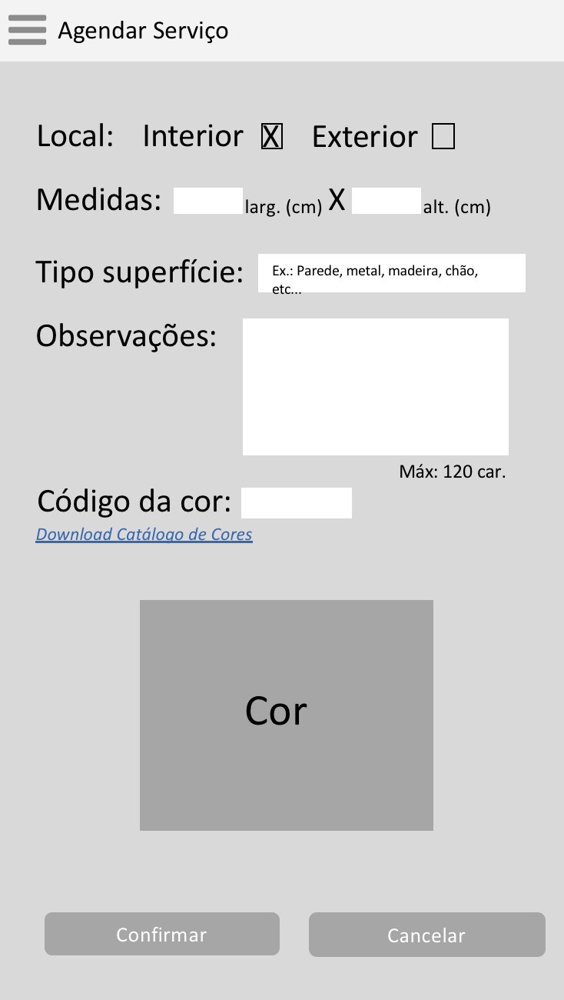 Agendar Serviço
Local: Interior X Exterior
Medidas: larg. (cm) X alt. (cm)
Tipo superfície: Ex.: Parede, metal, madeira, chão,
etc...
Observações:
Máx: 120 car.
Código da cor:
Download Catálogo de Cores
Cor
Confirmar Cancelar